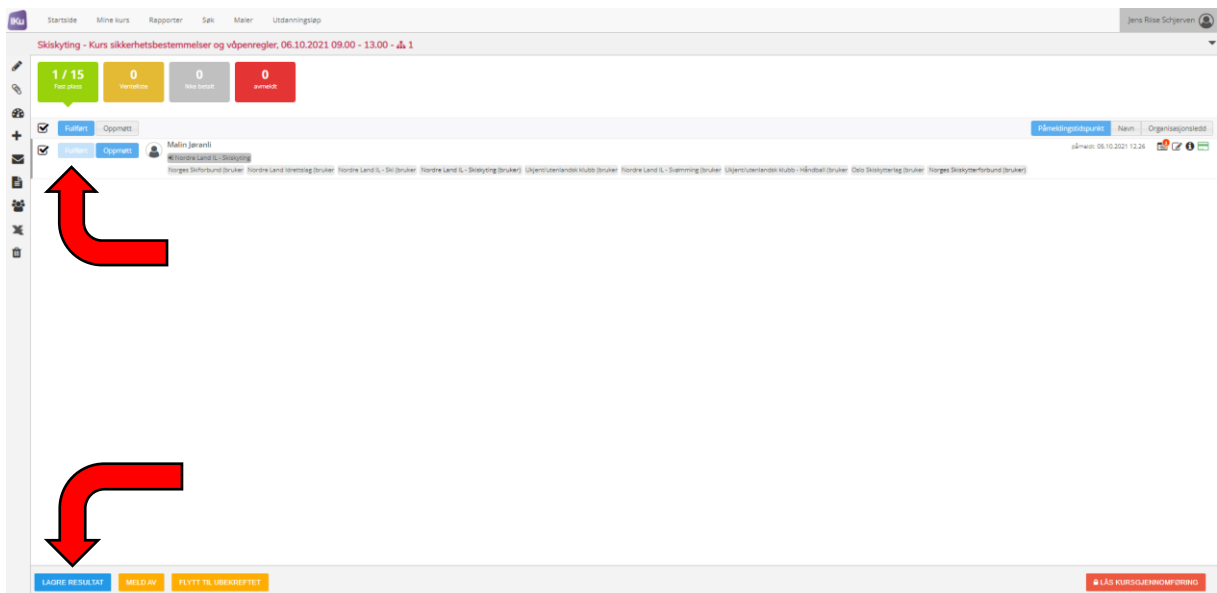 IKu
Startside Mine kurs Rapporter Søk Maler Utdanningsløp Jens Riise Schjerven
Skiskyting - Kurs sikkerhetsbestemmelser og våpenregler, 06.10.2021 09.00 - 13.00 - 1
1 / 15 0 0 0
Fast plass Venteliste Ikke betalt avmeldt
Fullført Oppmøtt Påmeldingstidspunkt Navn Organisasjonsledd
Fullført Oppmøtt Malin Jøranli påmeldt: 06.10.2021 12.26
Nordre Land IL - Skiskyting
Norges Skiforbund (bruker Nordre Land Idrettslag (bruker Nordre Land IL - Ski (bruker Nordre Land IL - Skiskyting (bruker) Ukjent/utenlandsk klubb (bruker Nordre Land IL - Svømming (bruker Ukjent/utenlandsk klubb - Håndball (bruker Oslo Skiskytterlag (bruker Norges Skiskytterforbund (bruker)
LAGRE RESULTAT MELD AV FLYTT TIL UBEKREFTET LÅS KURSGJENNOMFØRING